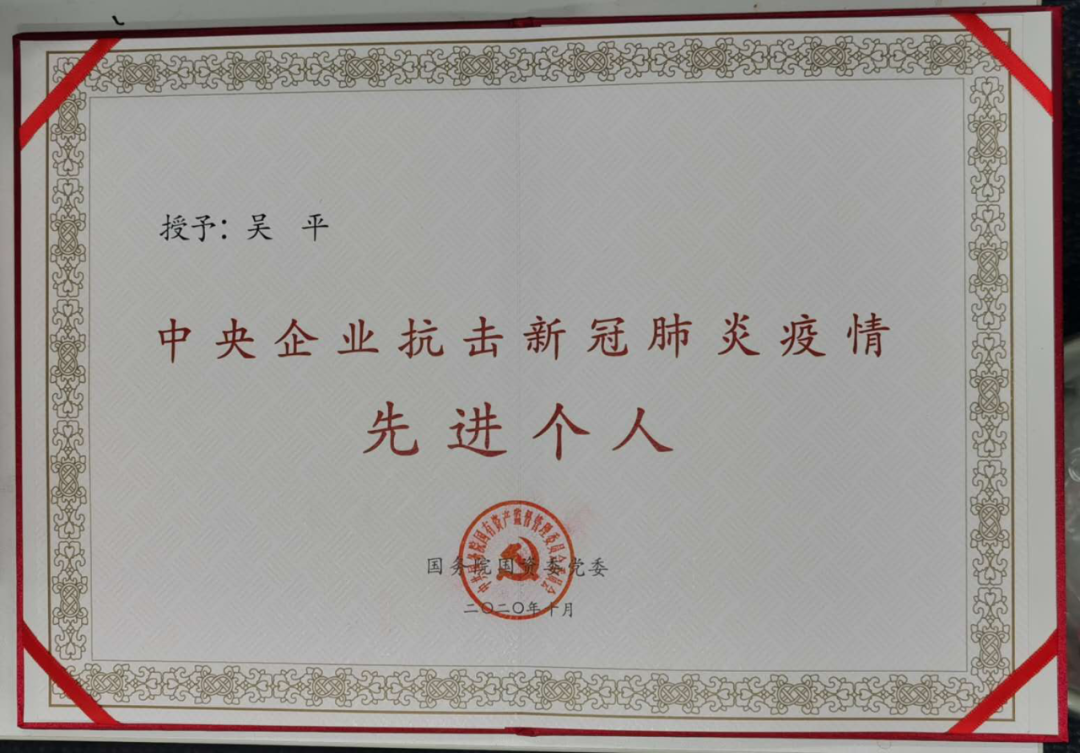 授予：吴 平
中央企业抗击新冠肺炎疫情
先进个人
国务院国资委党委
二〇二〇年十月